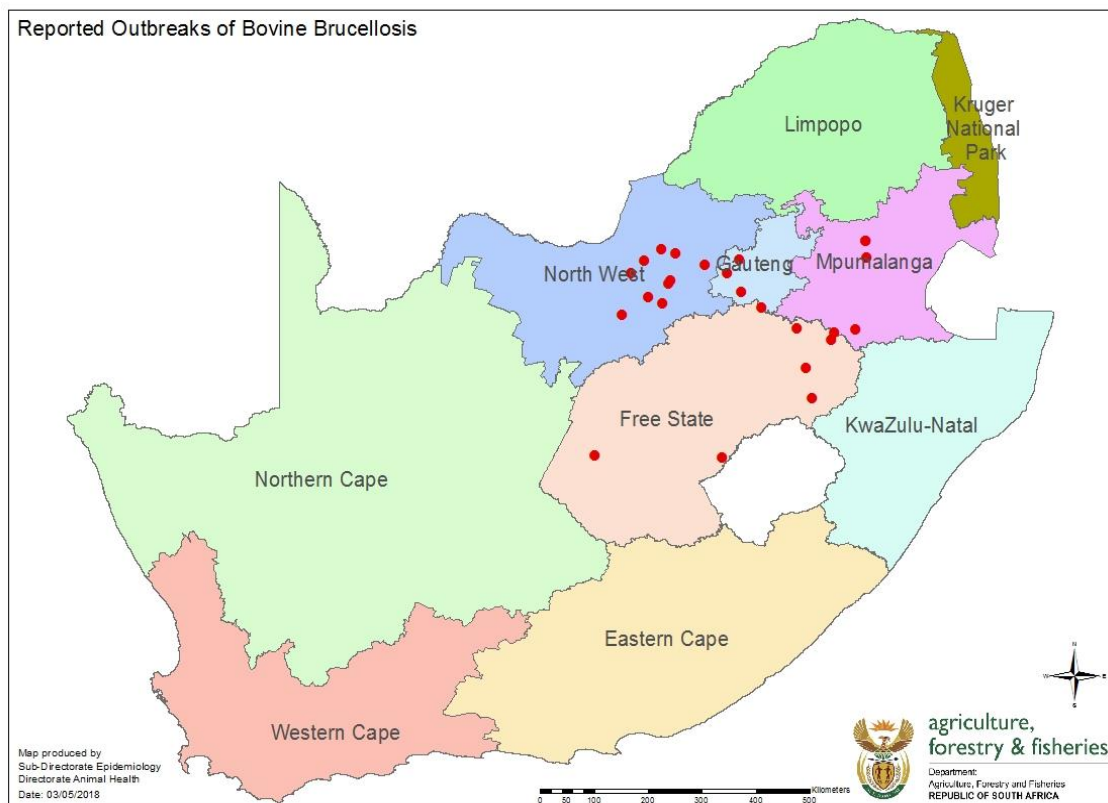 Reported Outbreaks of Bovine Brucellosis
Limpopo
Kruger
National
Park
North West
Gauteng
Mpumalanga
Free State
KwaZulu-Natal
Northern Cape
Eastern Cape
Western Cape
N
W E
S
agriculture,
forestry & fisheries
Department:
Agriculture, Forestry and Fisheries
REPUBLIC OF SOUTH AFRICA
Map produced by
Sub-Directorate Epidemiology
Directorate Animal Health
Date: 03/05/2018
Kilometers
0 50 100 200 300 400 500